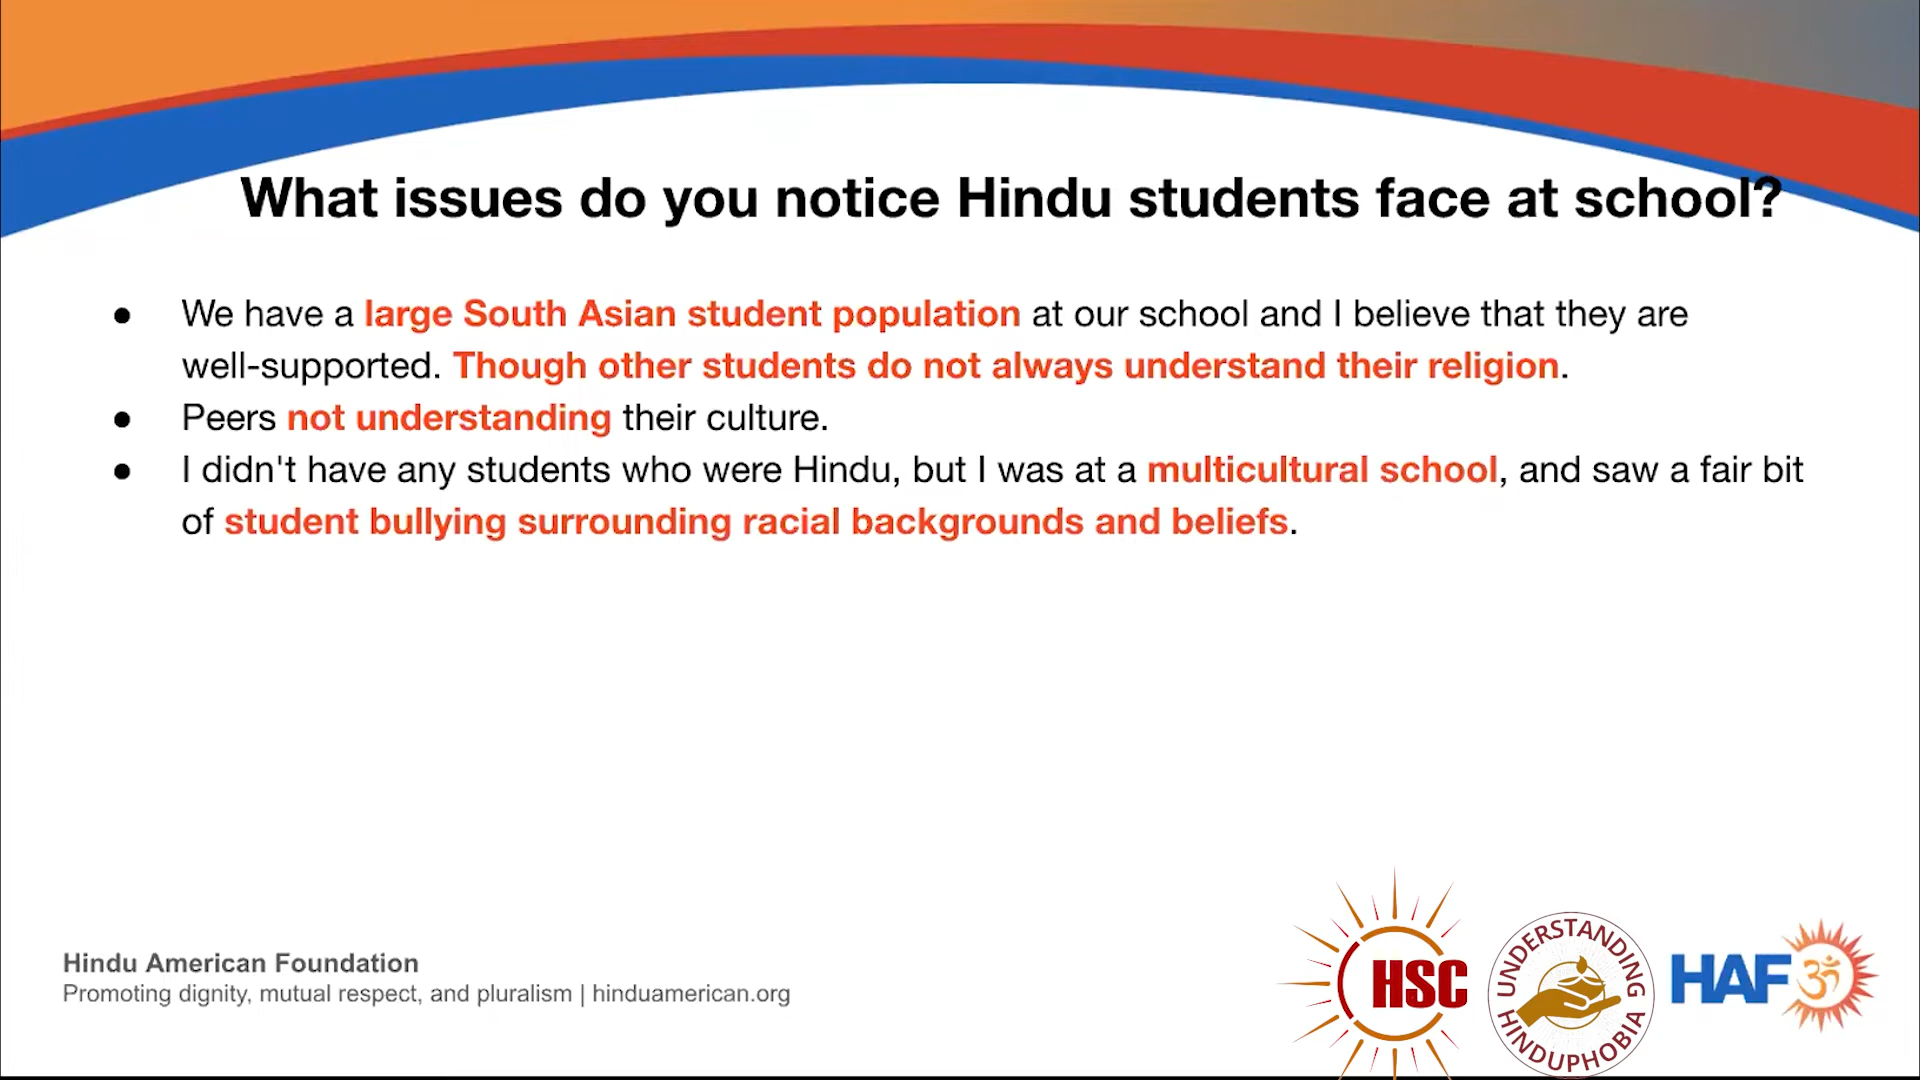 What issues do you notice Hindu students face at school?
● We have a large South Asian student population at our school and I believe that they are
well-supported. Though other students do not always understand their religion.
● Peers not understanding their culture.
● I didn't have any students who were Hindu, but I was at a multicultural school, and saw a fair bit
of student bullying surrounding racial backgrounds and beliefs.
Hindu American Foundation
Promoting dignity, mutual respect, and pluralism | hinduamerican.org
HSC
UNDERSTANDING
HINDUPHOBIA
HAF ॐ